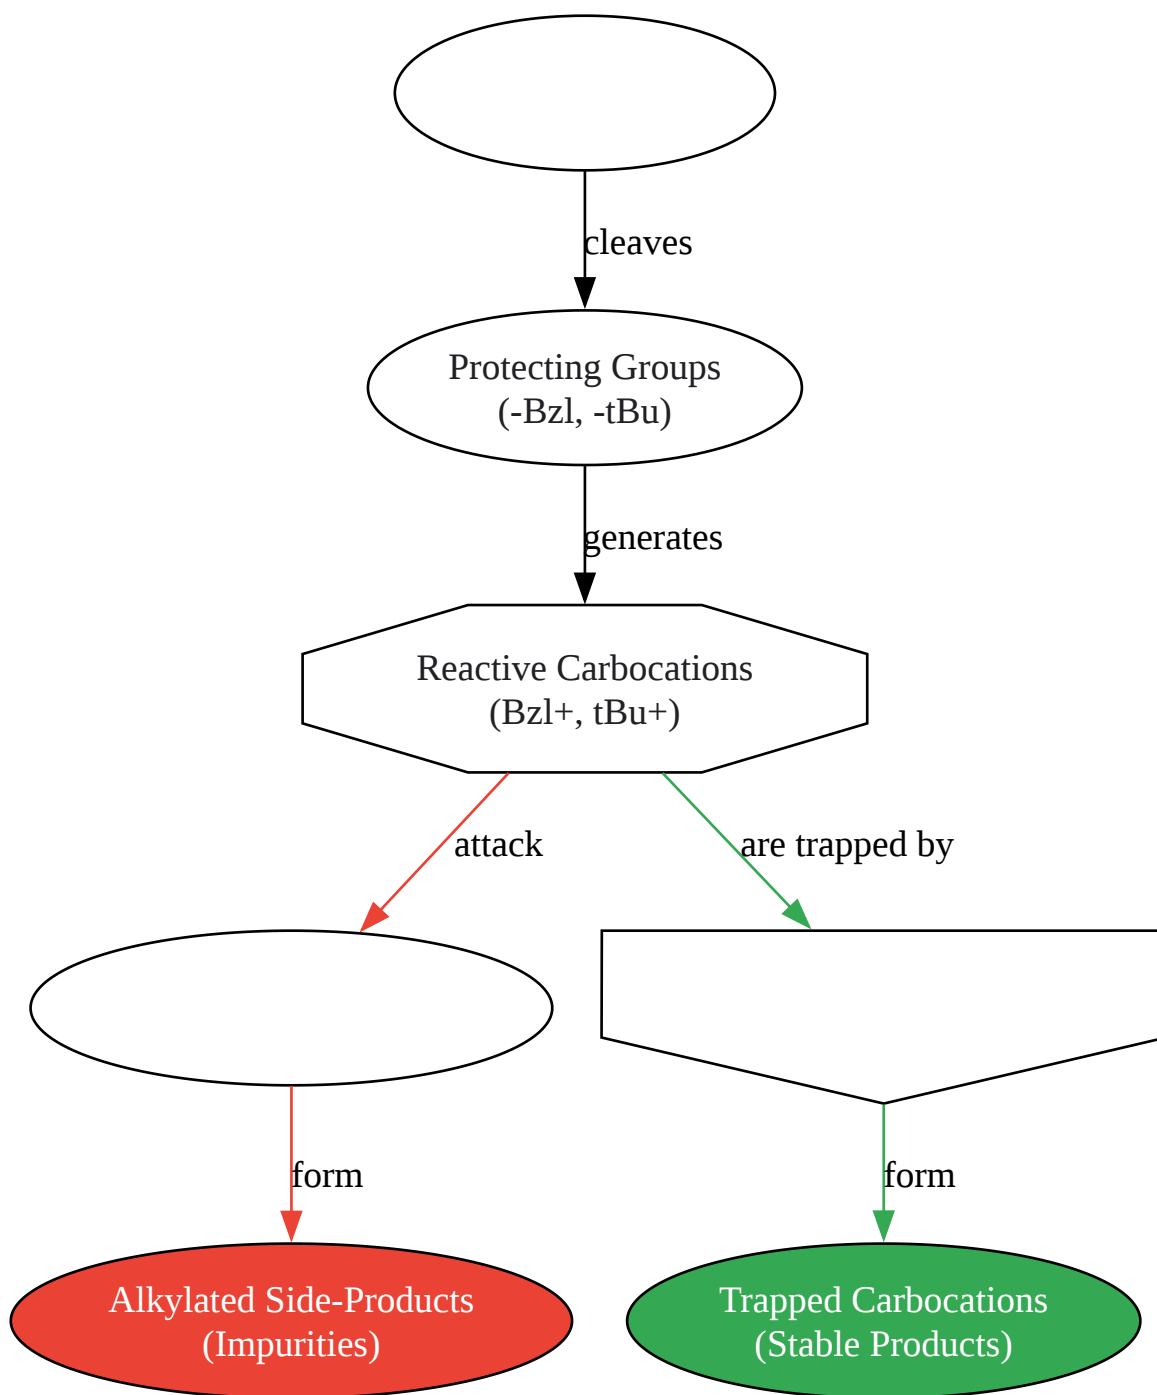 cleaves
Protecting Groups
(-Bzl, -tBu)
generates
Reactive Carbocations
(Bzl+, tBu+)
attack
are trapped by
form
form
Alkylated Side-Products
(Impurities)
Trapped Carbocations
(Stable Products)